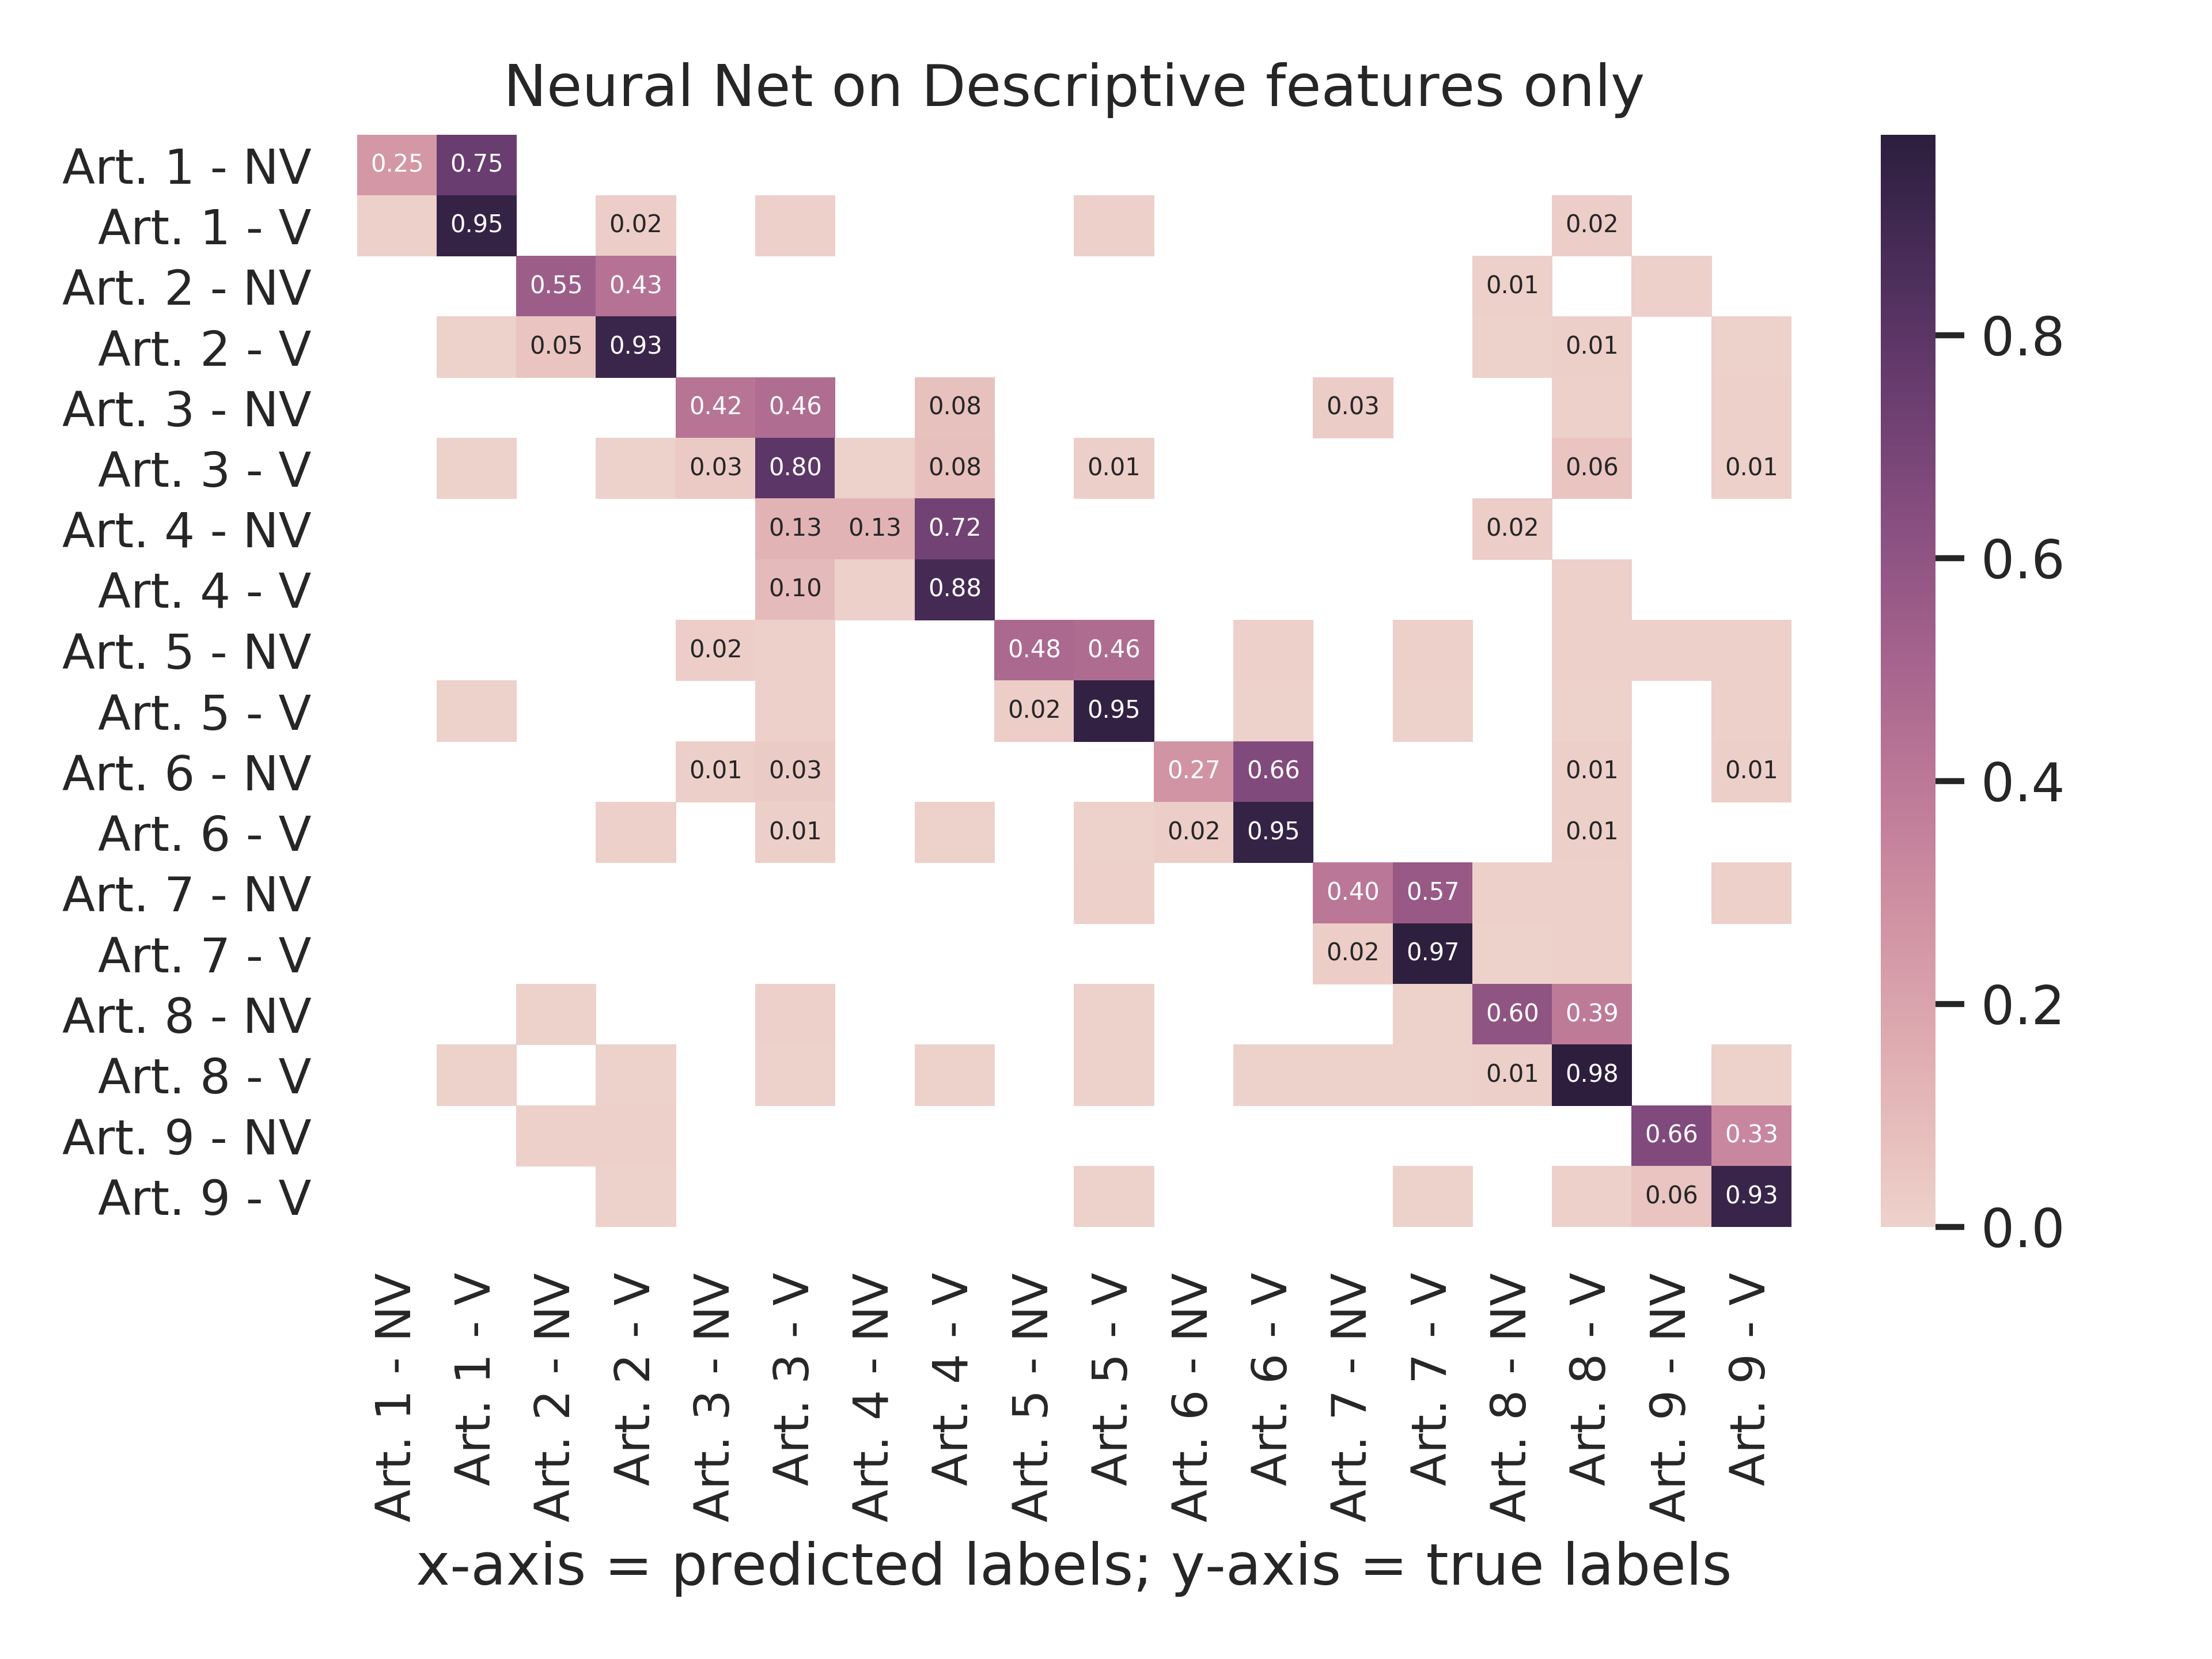 Neural Net on Descriptive features only
Art. 1 - NV 0.25 0.75
Art. 1 - V 0.95 0.02 0.02
Art. 2 - NV 0.55 0.43 0.01
Art. 2 - V 0.05 0.93 0.01
Art. 3 - NV 0.42 0.46 0.08 0.03
Art. 3 - V 0.03 0.80 0.08 0.01 0.06 0.01
Art. 4 - NV 0.13 0.13 0.72 0.02
Art. 4 - V 0.10 0.88
Art. 5 - NV 0.02 0.48 0.46
Art. 5 - V 0.02 0.95
Art. 6 - NV 0.01 0.03 0.27 0.66 0.01 0.01
Art. 6 - V 0.01 0.02 0.95 0.01
Art. 7 - NV 0.40 0.57
Art. 7 - V 0.02 0.97
Art. 8 - NV 0.60 0.39
Art. 8 - V 0.01 0.98
Art. 9 - NV 0.66 0.33
Art. 9 - V 0.06 0.93
0.8
0.6
0.4
0.2
0.0
Art. 1 - NV
Art. 1 - V
Art. 2 - NV
Art. 2 - V
Art. 3 - NV
Art. 3 - V
Art. 4 - NV
Art. 4 - V
Art. 5 - NV
Art. 5 - V
Art. 6 - NV
Art. 6 - V
Art. 7 - NV
Art. 7 - V
Art. 8 - NV
Art. 8 - V
Art. 9 - NV
Art. 9 - V
x-axis = predicted labels; y-axis = true labels